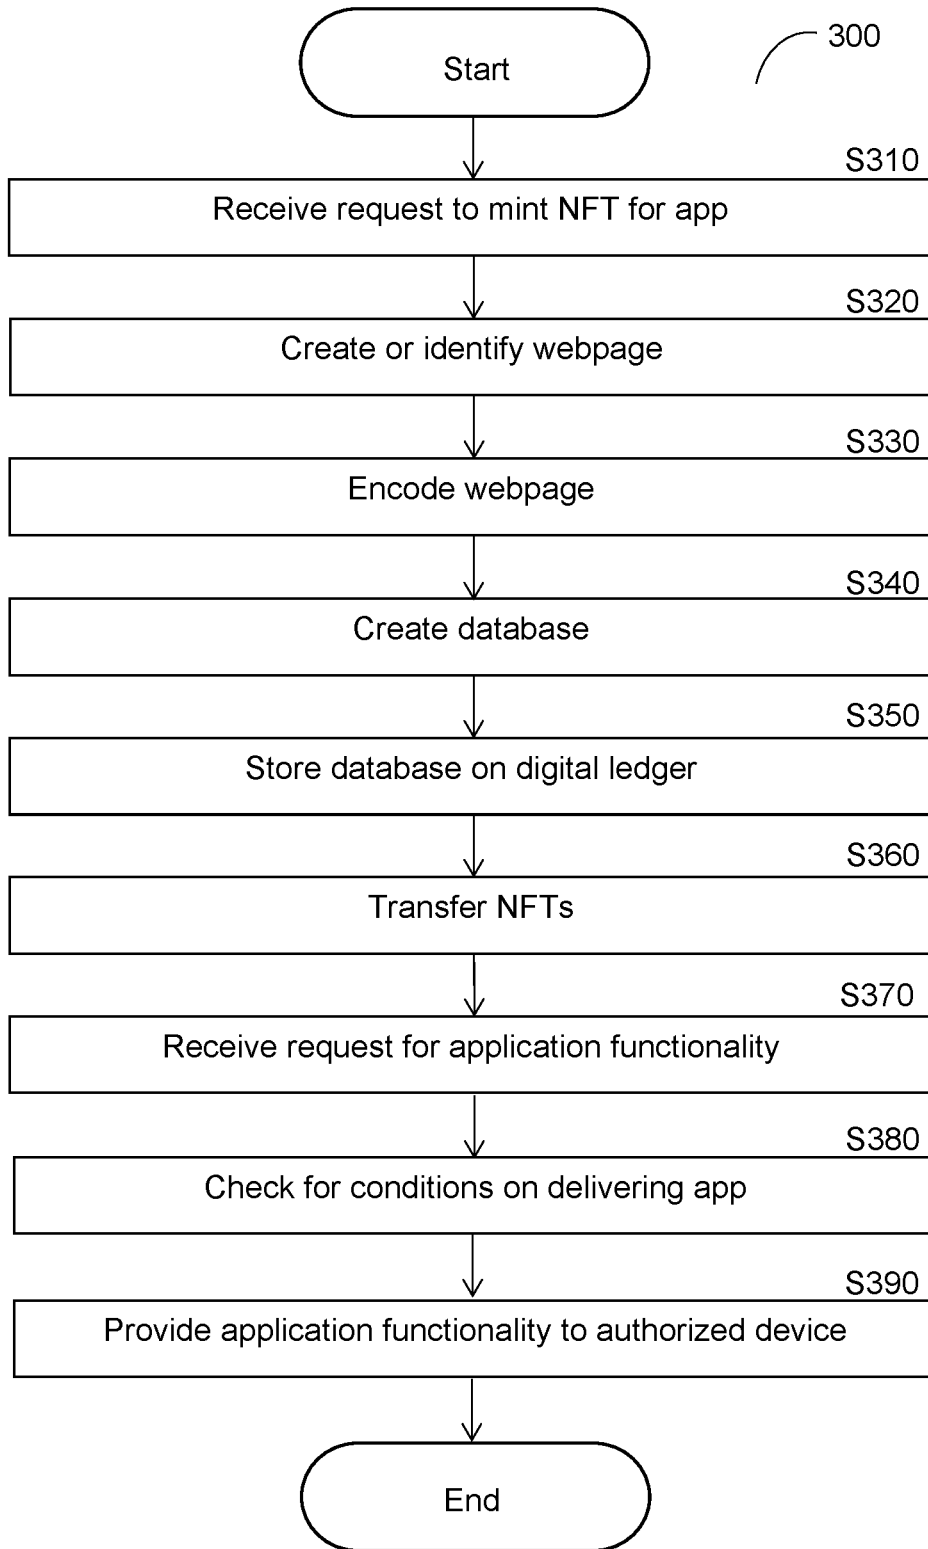 300
Start
S310
Receive request to mint NFT for app
S320
Create or identify webpage
S330
Encode webpage
S340
Create database
S350
Store database on digital ledger
S360
Transfer NFTs
S370
Receive request for application functionality
S380
Check for conditions on delivering app
S390
Provide application functionality to authorized device
End